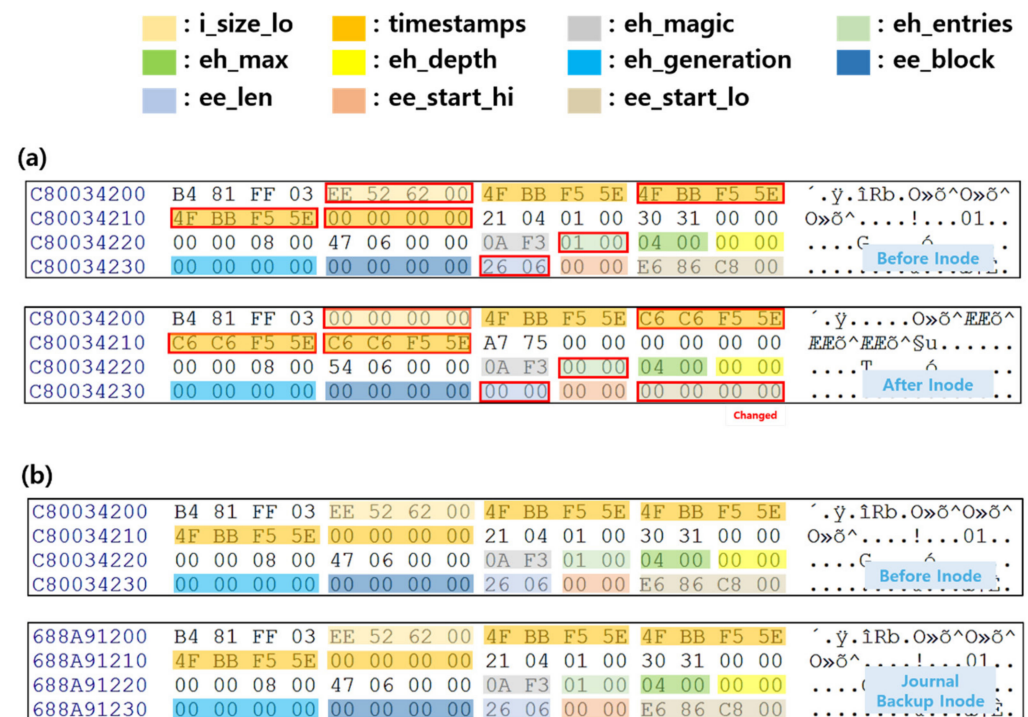 : i_size_lo : timestamps : eh_magic : eh_entries
: eh_max : eh_depth : eh_generation : ee_block
: ee_len : ee_start_hi : ee_start_lo
(a)
C80034200 B4 81 FF 03 EE 52 62 00 4F BB F5 5E 4F BB F5 5E ´.ÿ.îRb.O»õ^O»õ^
C80034210 4F BB F5 5E 00 00 00 00 21 04 01 00 30 31 00 00 O»õ^....!...01..
C80034220 00 00 08 00 47 06 00 00 0A F3 01 00 04 00 00 00
C80034230 00 00 00 00 00 00 00 00 26 06 00 00 E6 86 C8 00
Before Inode
C80034200 B4 81 FF 03 00 00 00 00 4F BB F5 5E C6 C6 F5 5E ´.ÿ.....O»õ^ÆÆõ^
C80034210 C6 C6 F5 5E C6 C6 F5 5E A7 75 00 00 00 00 00 00 ÆÆõ^ÆÆõ^§u......
C80034220 00 00 08 00 54 06 00 00 0A F3 00 00 04 00 00 00
C80034230 00 00 00 00 00 00 00 00 00 00 00 00 00 00 00 00
After Inode
Changed
(b)
C80034200 B4 81 FF 03 EE 52 62 00 4F BB F5 5E 4F BB F5 5E ´.ÿ.îRb.O»õ^O»õ^
C80034210 4F BB F5 5E 00 00 00 00 21 04 01 00 30 31 00 00 O»õ^....!...01..
C80034220 00 00 08 00 47 06 00 00 0A F3 01 00 04 00 00 00
C80034230 00 00 00 00 00 00 00 00 26 06 00 00 E6 86 C8 00
Before Inode
688A91200 B4 81 FF 03 EE 52 62 00 4F BB F5 5E 4F BB F5 5E ´.ÿ.îRb.O»õ^O»õ^
688A91210 4F BB F5 5E 00 00 00 00 21 04 01 00 30 31 00 00 O»õ^....!...01..
688A91220 00 00 08 00 47 06 00 00 0A F3 01 00 04 00 00 00
688A91230 00 00 00 00 00 00 00 00 26 06 00 00 E6 86 C8 00
Journal
Backup Inode